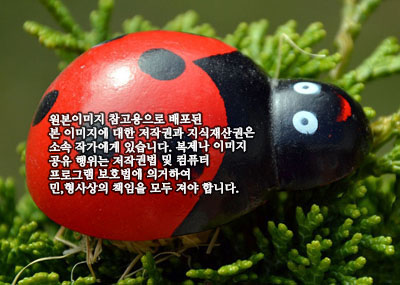 원본이미지 참고용으로 배포된
본 이미지에 대한 저작권과 지식재산권은
소속 작가에게 있습니다. 복제나 이미지
공유 행위는 저작권법 및 컴퓨터
프로그램 보호법에 의거하여
민,형사상의 책임을 모두 져야 합니다.